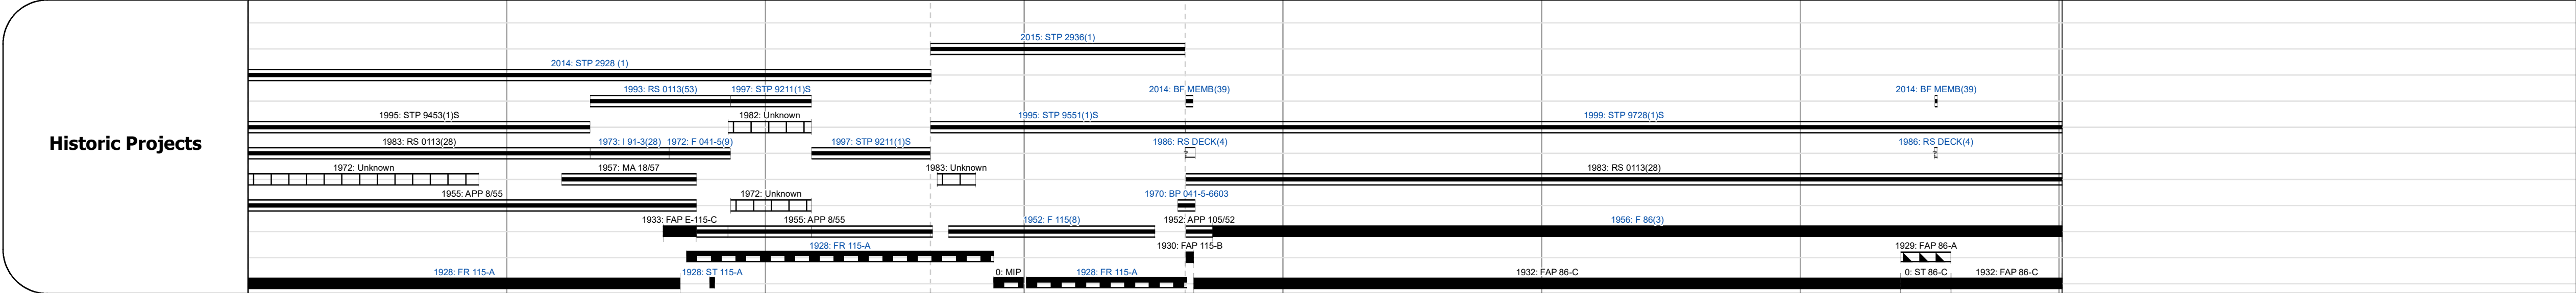 2015: STP 2936(1)
2014: STP 2928 (1)
1993: RS 0113(53) 1997: STP 9211(1)S 2014: BF MEMB(39) 2014: BF MEMB(39)
1995: STP 9453(1)S 1982: Unknown 1995: STP 9551(1)S 1999: STP 9728(1)S
Historic Projects
1983: RS 0113(28) 1973: I 91-3(28) 1972: F 041-5(9) 1997: STP 9211(1)S 1986: RS DECK(4) 1986: RS DECK(4)
1972: Unknown 1957: MA 18/57 1983: Unknown 1983: RS 0113(28)
1955: APP 8/55 1972: Unknown 1970: BP 041-5-6603
1933: FAP E-115-C 1955: APP 8/55 1952: F 115(8) 1952: APP 105/52 1956: F 86(3)
1928: FR 115-A 1930: FAP 115-B 1929: FAP 86-A
1928: FR 115-A 1928: ST 115-A 0: MIP 1928: FR 115-A 1932: FAP 86-C 0: ST 86-C 1932: FAP 86-C